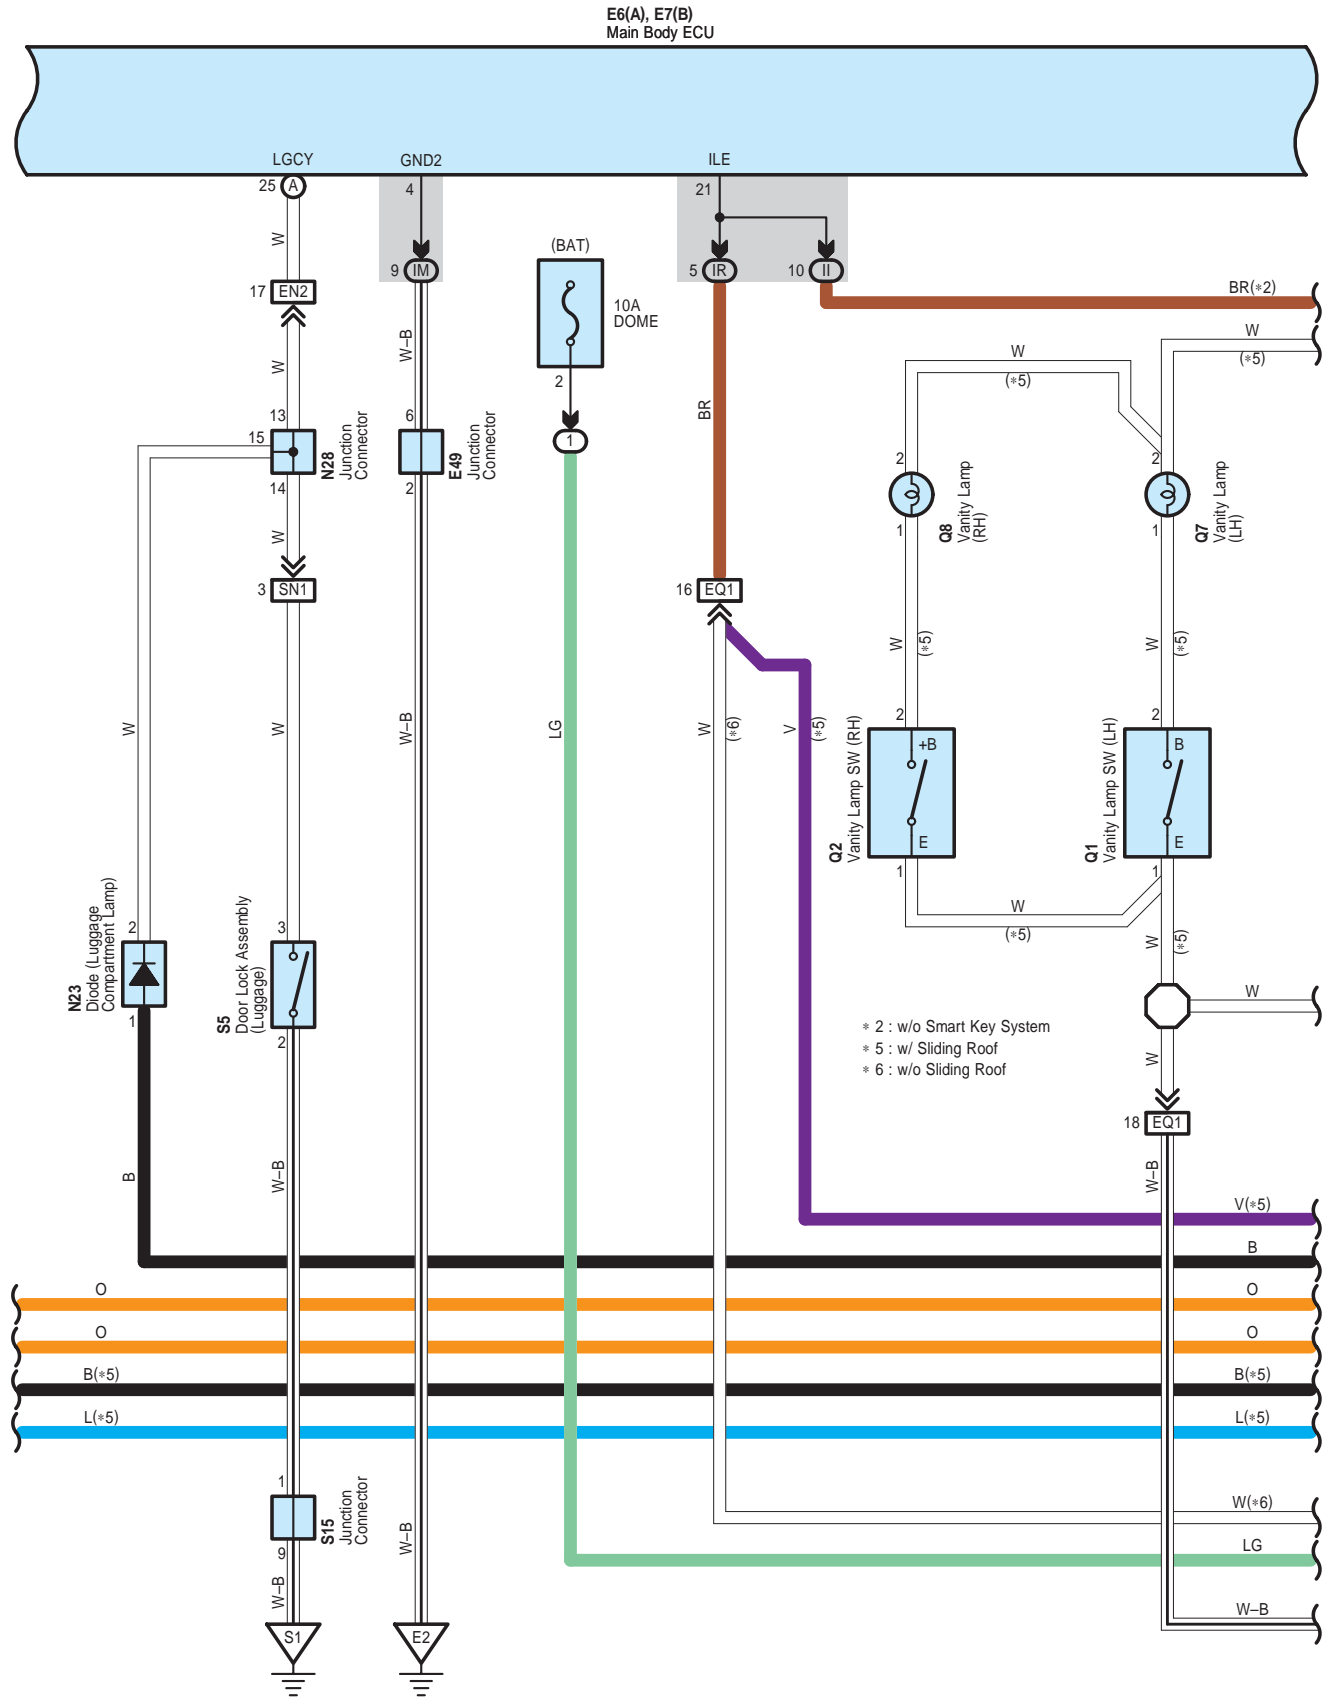 E6(A), E7(B)
Main Body ECU
LGCY
GND2
ILE
25 A
4
21
W
(BAT)
9 IM
5 IR
10 II
BR(*2)
17 EN2
10A
DOME
W
(*5)
W–B
W
(*5)
W
2
BR
13
6
1
15
N28
Junction
Connector
E49
Junction
Connector
14
2
2
2
Q8
Vanity Lamp
(RH)
Q7
Vanity Lamp
(LH)
1
1
W
3 SN1
16 EQ1
W
(*5)
W
(*5)
W
W
W–B
LG
W
(*6)
V
(*5)
2
2
+B
B
Q2
Vanity Lamp SW (RH)
Q1
Vanity Lamp SW (LH)
E
E
1
1
W
(*5)
W
(*5)
2
3
N23
Diode (Luggage
Compartment Lamp)
S5
Door Lock Assembly
(Luggage)
1
2
W
* 2 : w/o Smart Key System
* 5 : w/ Sliding Roof
* 6 : w/o Sliding Roof
W
18 EQ1
B
W–B
W–B
V(*5)
B
O
O
O
O
B(*5)
B(*5)
L(*5)
L(*5)
1
S15
Junction
Connector
9
W(*6)
W–B
LG
W–B
W–B
S1
E2